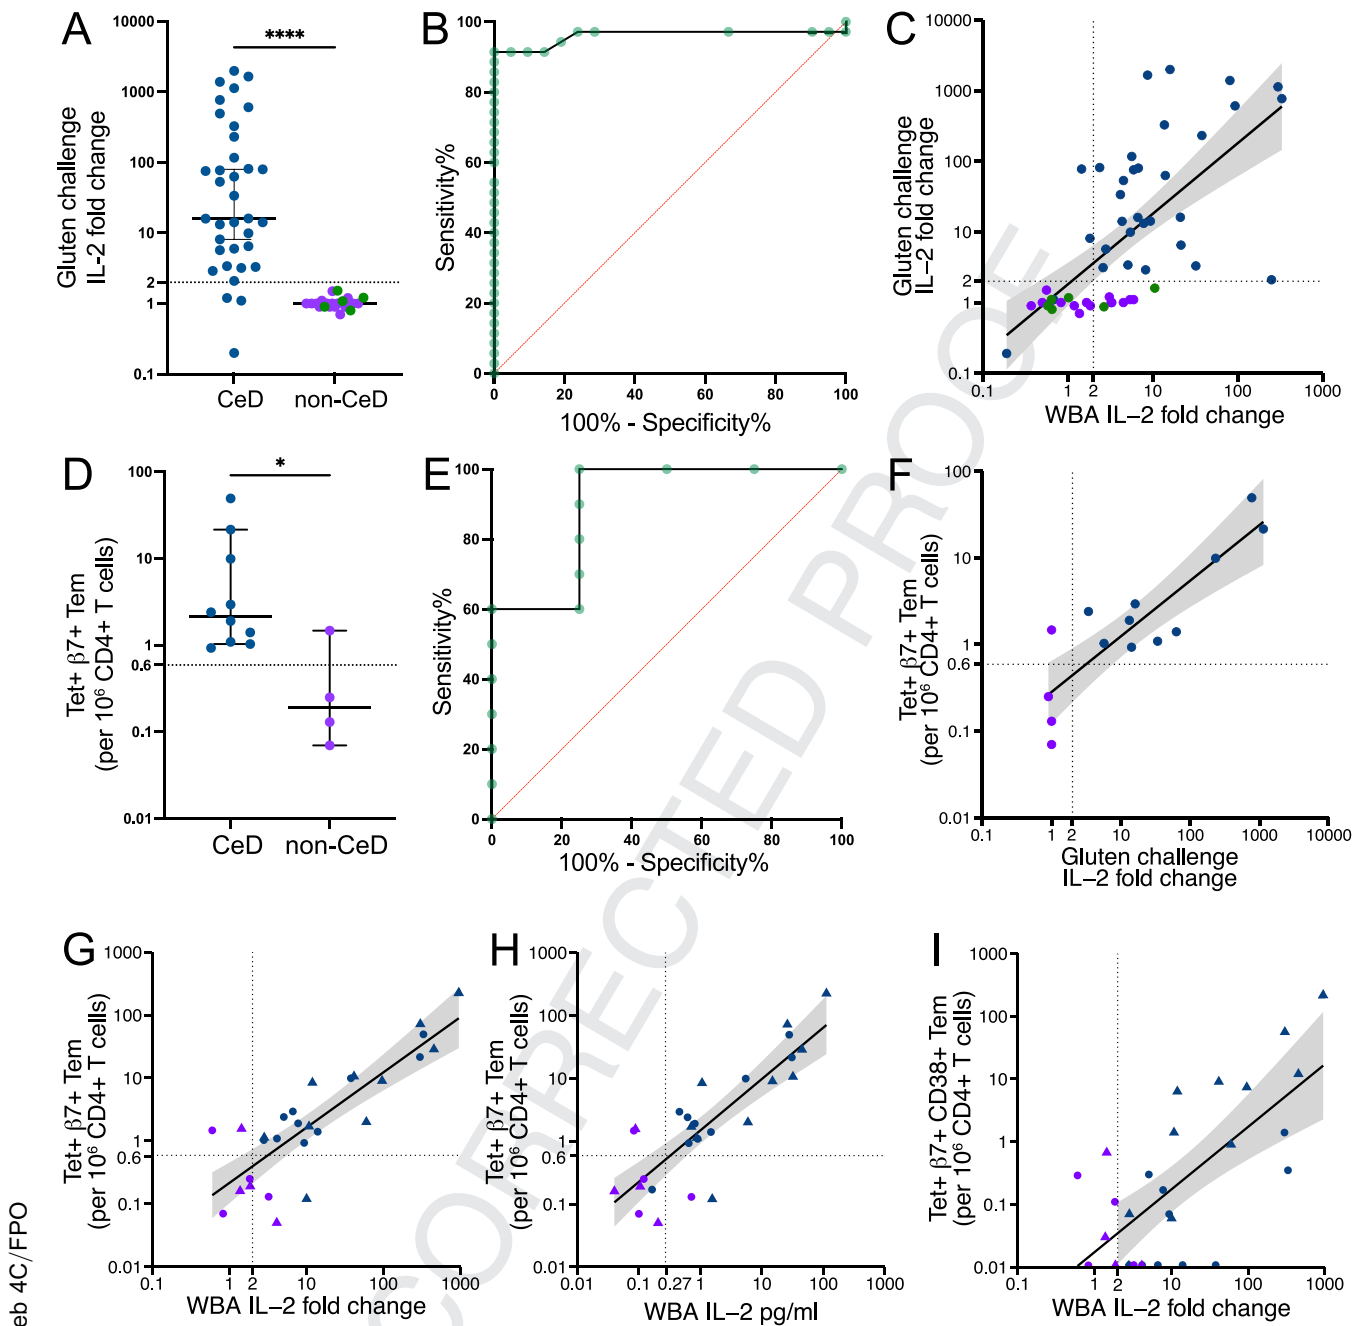 A
Gluten challenge
IL-2 fold change
10000
1000
100
10
2
1
0.1
****
CeD
non-CeD
B
Sensitivity%
100
80
60
40
20
0
0
20
40
60
80
100
100% - Specificity%
C
Gluten challenge
IL–2 fold change
10000
1000
100
10
2
1
0.1
0.1
1
2
10
100
1000
WBA IL–2 fold change
D
Tet+ β7+ Tem
(per 10⁶ CD4+ T cells)
100
10
1
0.6
0.1
0.01
*
CeD
non-CeD
E
Sensitivity%
100
80
60
40
20
0
0
20
40
60
80
100
100% - Specificity%
F
Tet+ β7+ Tem
(per 10⁶ CD4+ T cells)
100
10
1
0.6
0.1
0.01
0.1
1
2
10
100
1000
10000
Gluten challenge
IL–2 fold change
G
Tet+ β7+ Tem
(per 10⁶ CD4+ T cells)
1000
100
10
1
0.6
0.1
0.01
0.1
1
2
10
100
1000
WBA IL–2 fold change
H
Tet+ β7+ Tem
(per 10⁶ CD4+ T cells)
1000
100
10
1
0.6
0.1
0.01
0.01
0.1
0.27
1
10
100
1000
WBA IL–2 pg/ml
I
Tet+ β7+ CD38+ Tem
(per 10⁶ CD4+ T cells)
1000
100
10
1
0.1
0.01
0.1
1
2
10
100
1000
WBA IL–2 fold change
eb 4C/FPO
CORRECTED PROOF